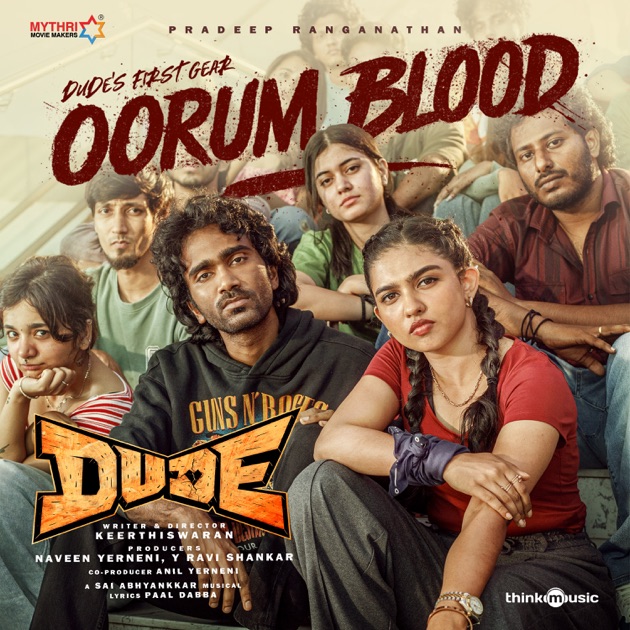 MYTHRI
MOVIE MAKERS
PRADEEP RANGANATHAN
DUDE'S FIRST GEAR
OORUM BLOOD
GUNS N' ROSES
DUDE
WRITER & DIRECTOR
KEERTHISWARAN
PRODUCERS
NAVEEN YERNENI, Y RAVI SHANKAR
CO-PRODUCER ANIL YERNENI
A SAI ABHYANKKAR MUSICAL
LYRICS PAAL DABBA
think music